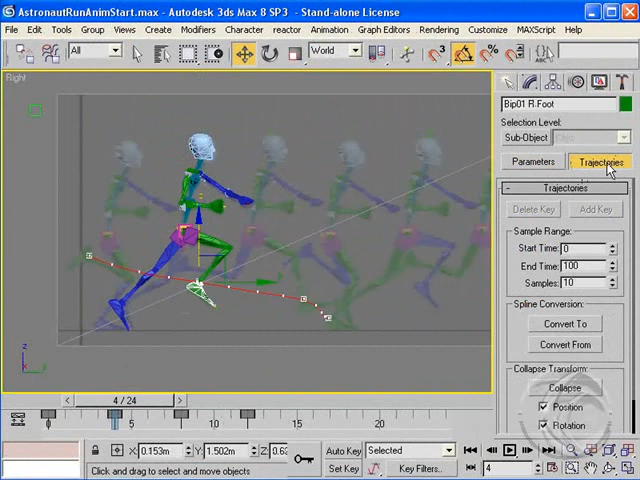 AstronautRunAnimStart.max - Autodesk 3ds Max 8 SP3 - Stand-alone License
File Edit Tools Group Views Create Modifiers Character reactor Animation Graph Editors Rendering Customize MAXScript Help
All World 3
Right
Bip01 R Foot
Selection Level:
Sub-Object
Parameters Trajectories
- Trajectories
Delete Key Add Key
Sample Range:
Start Time: 0
End Time: 100
Samples: 10
Spline Conversion:
Convert To
Convert From
Collapse Transform:
Collapse
Position
Rotation
z
x
< 4 / 24 >
0 5 10 15 20
X: 0.153m Y: 1.502m Z: 0.6
Auto Key Selected
Click and drag to select and move objects
Set Key Key Filters... 4